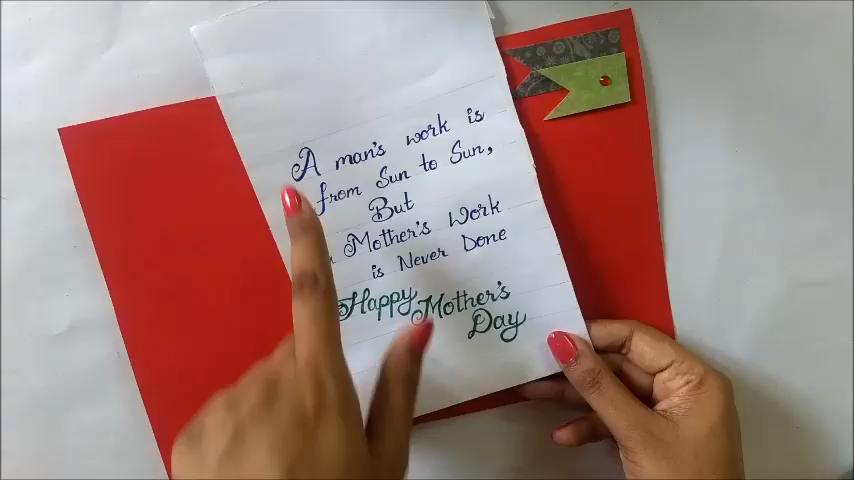 A man's work is
from Sun to Sun,
But
Mother's Work
is Never Done
Happy Mother's
Day